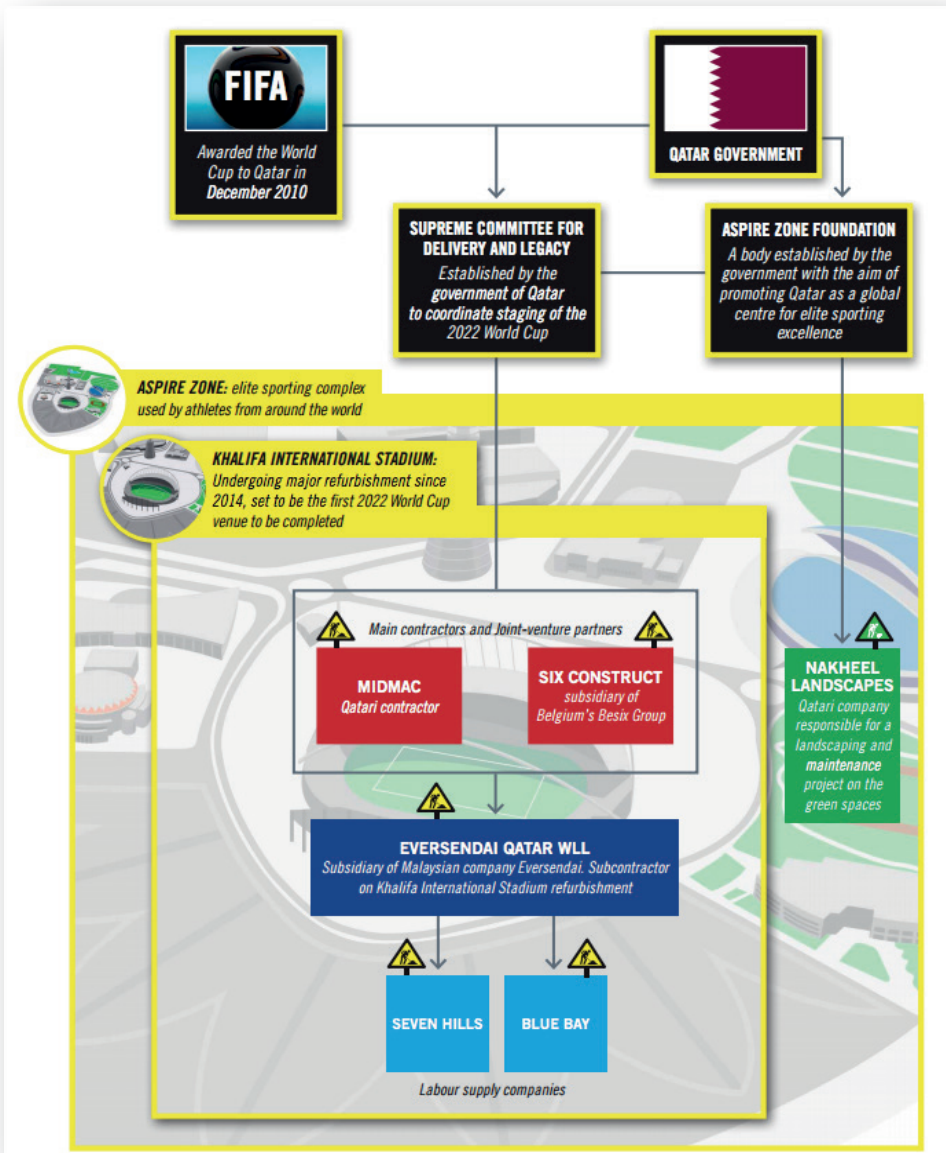 FIFA
Awarded the World
Cup to Qatar in
December 2010
QATAR GOVERNMENT
SUPREME COMMITTEE FOR
DELIVERY AND LEGACY
Established by the
government of Qatar
to coordinate staging of the
2022 World Cup
ASPIRE ZONE FOUNDATION
A body established by the
government with the aim of
promoting Qatar as a global
centre for elite sporting
excellence
ASPIRE ZONE: elite sporting complex
used by athletes from around the world
KHALIFA INTERNATIONAL STADIUM:
Undergoing major refurbishment since
2014, set to be the first 2022 World Cup
venue to be completed
Main contractors and Joint-venture partners
MIDMAC
Qatari contractor
SIX CONSTRUCT
subsidiary of
Belgium's Besix Group
NAKHEEL
LANDSCAPES
Qatari company
responsible for a
landscaping and
maintenance
project on the
green spaces
EVERSENDAI QATAR WLL
Subsidiary of Malaysian company Eversendai. Subcontractor
on Khalifa International Stadium refurbishment
SEVEN HILLS
BLUE BAY
Labour supply companies